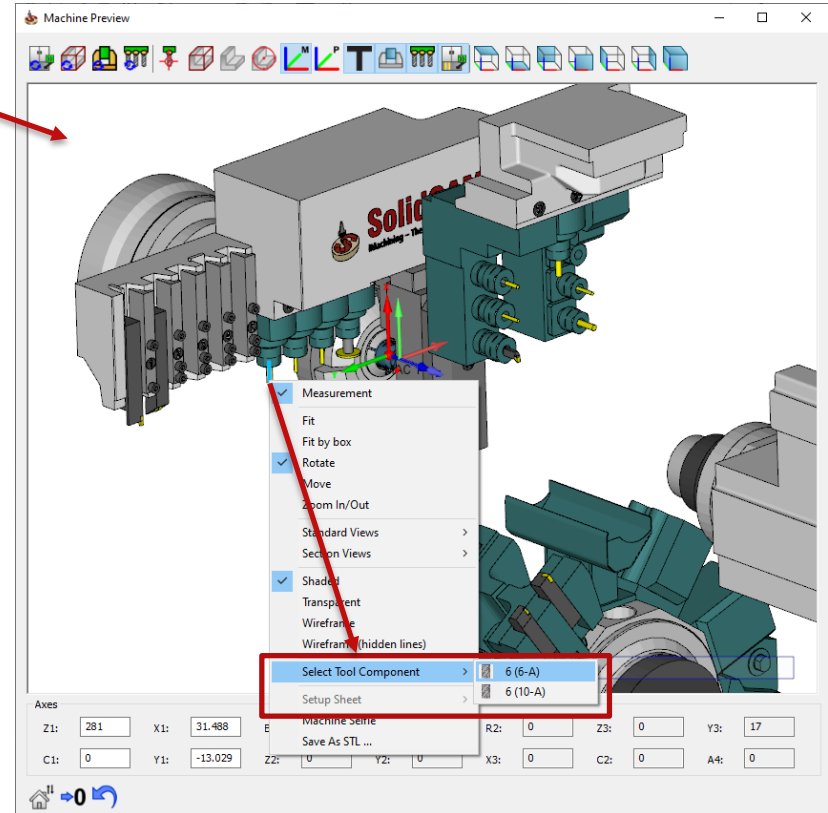 Machine Preview
M
P
T
SolidCAM
iMachining - The
Measurement
Fit
Fit by box
Rotate
Move
Zoom In/Out
Standard Views
Section Views
Shaded
Transparent
Wireframe
Wireframe (hidden lines)
Select Tool Component
6 (6-A)
6 (10-A)
Setup Sheet
Machine Selfie
Save As STL ...
Axes
Z1: 281 X1: 31.488 R2: 0 Z3: 0 Y3: 17
C1: 0 Y1: -13.029 Z2: 0 Y2: 0 X3: 0 C2: 0 A4: 0
0